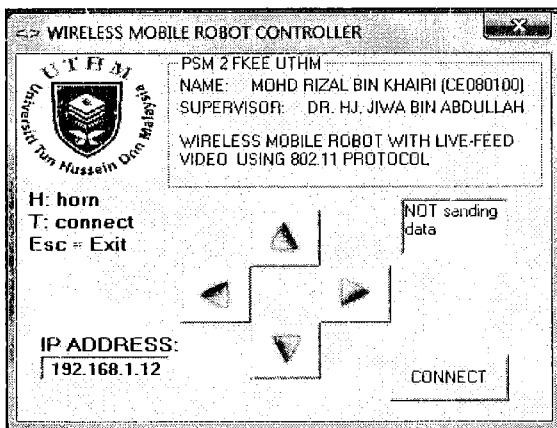 <> WIRELESS MOBILE ROBOT CONTROLLER
UTHM
Universiti Tun Hussein Onn Malaysia
PSM 2 FKEE UTHM
NAME: MOHD RIZAL BIN KHAIRI (CE080100)
SUPERVISOR: DR. HJ. JIWA BIN ABDULLAH
WIRELESS MOBILE ROBOT WITH LIVE-FEED
VIDEO USING 802.11 PROTOCOL
H: horn
T: connect
Esc = Exit
NOT sending
data
IP ADDRESS:
192.168.1.12
CONNECT